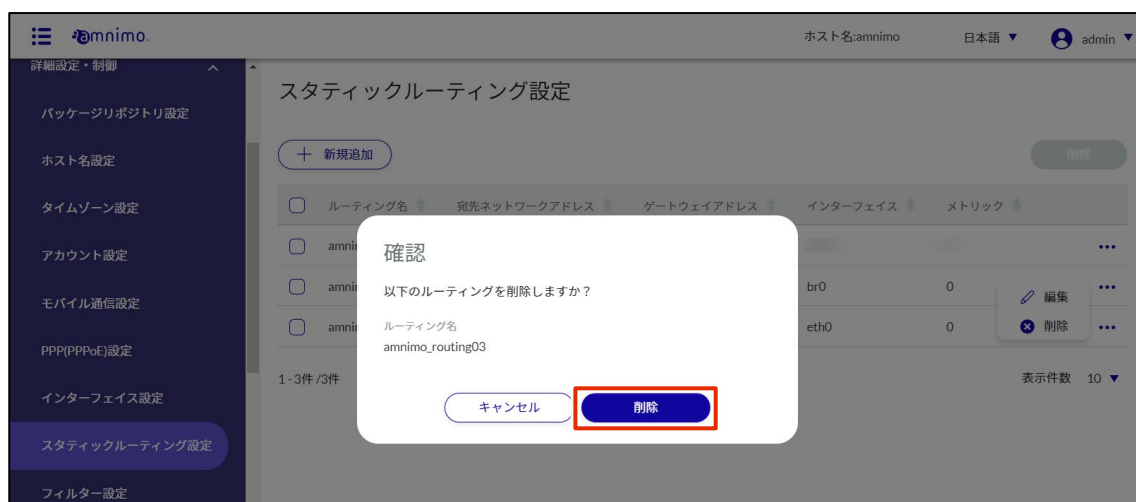 amnimo.
ホスト名:amnimo 日本語 ▼ admin ▼
詳細設定・制御
パッケージリポジトリ設定
ホスト名設定
タイムゾーン設定
アカウント設定
モバイル通信設定
PPP(PPPoE)設定
インターフェイス設定
スタティックルーティング設定
フィルター設定
スタティックルーティング設定
+ 新規追加
削除
ルーティング名 宛先ネットワークアドレス ゲートウェイアドレス インターフェイス メトリック
br0 0
eth0 0
編集
削除
1 - 3件 /3件
表示件数 10 ▼
確認
以下のルーティングを削除しますか？
ルーティング名
amnimo_routing03
キャンセル
削除